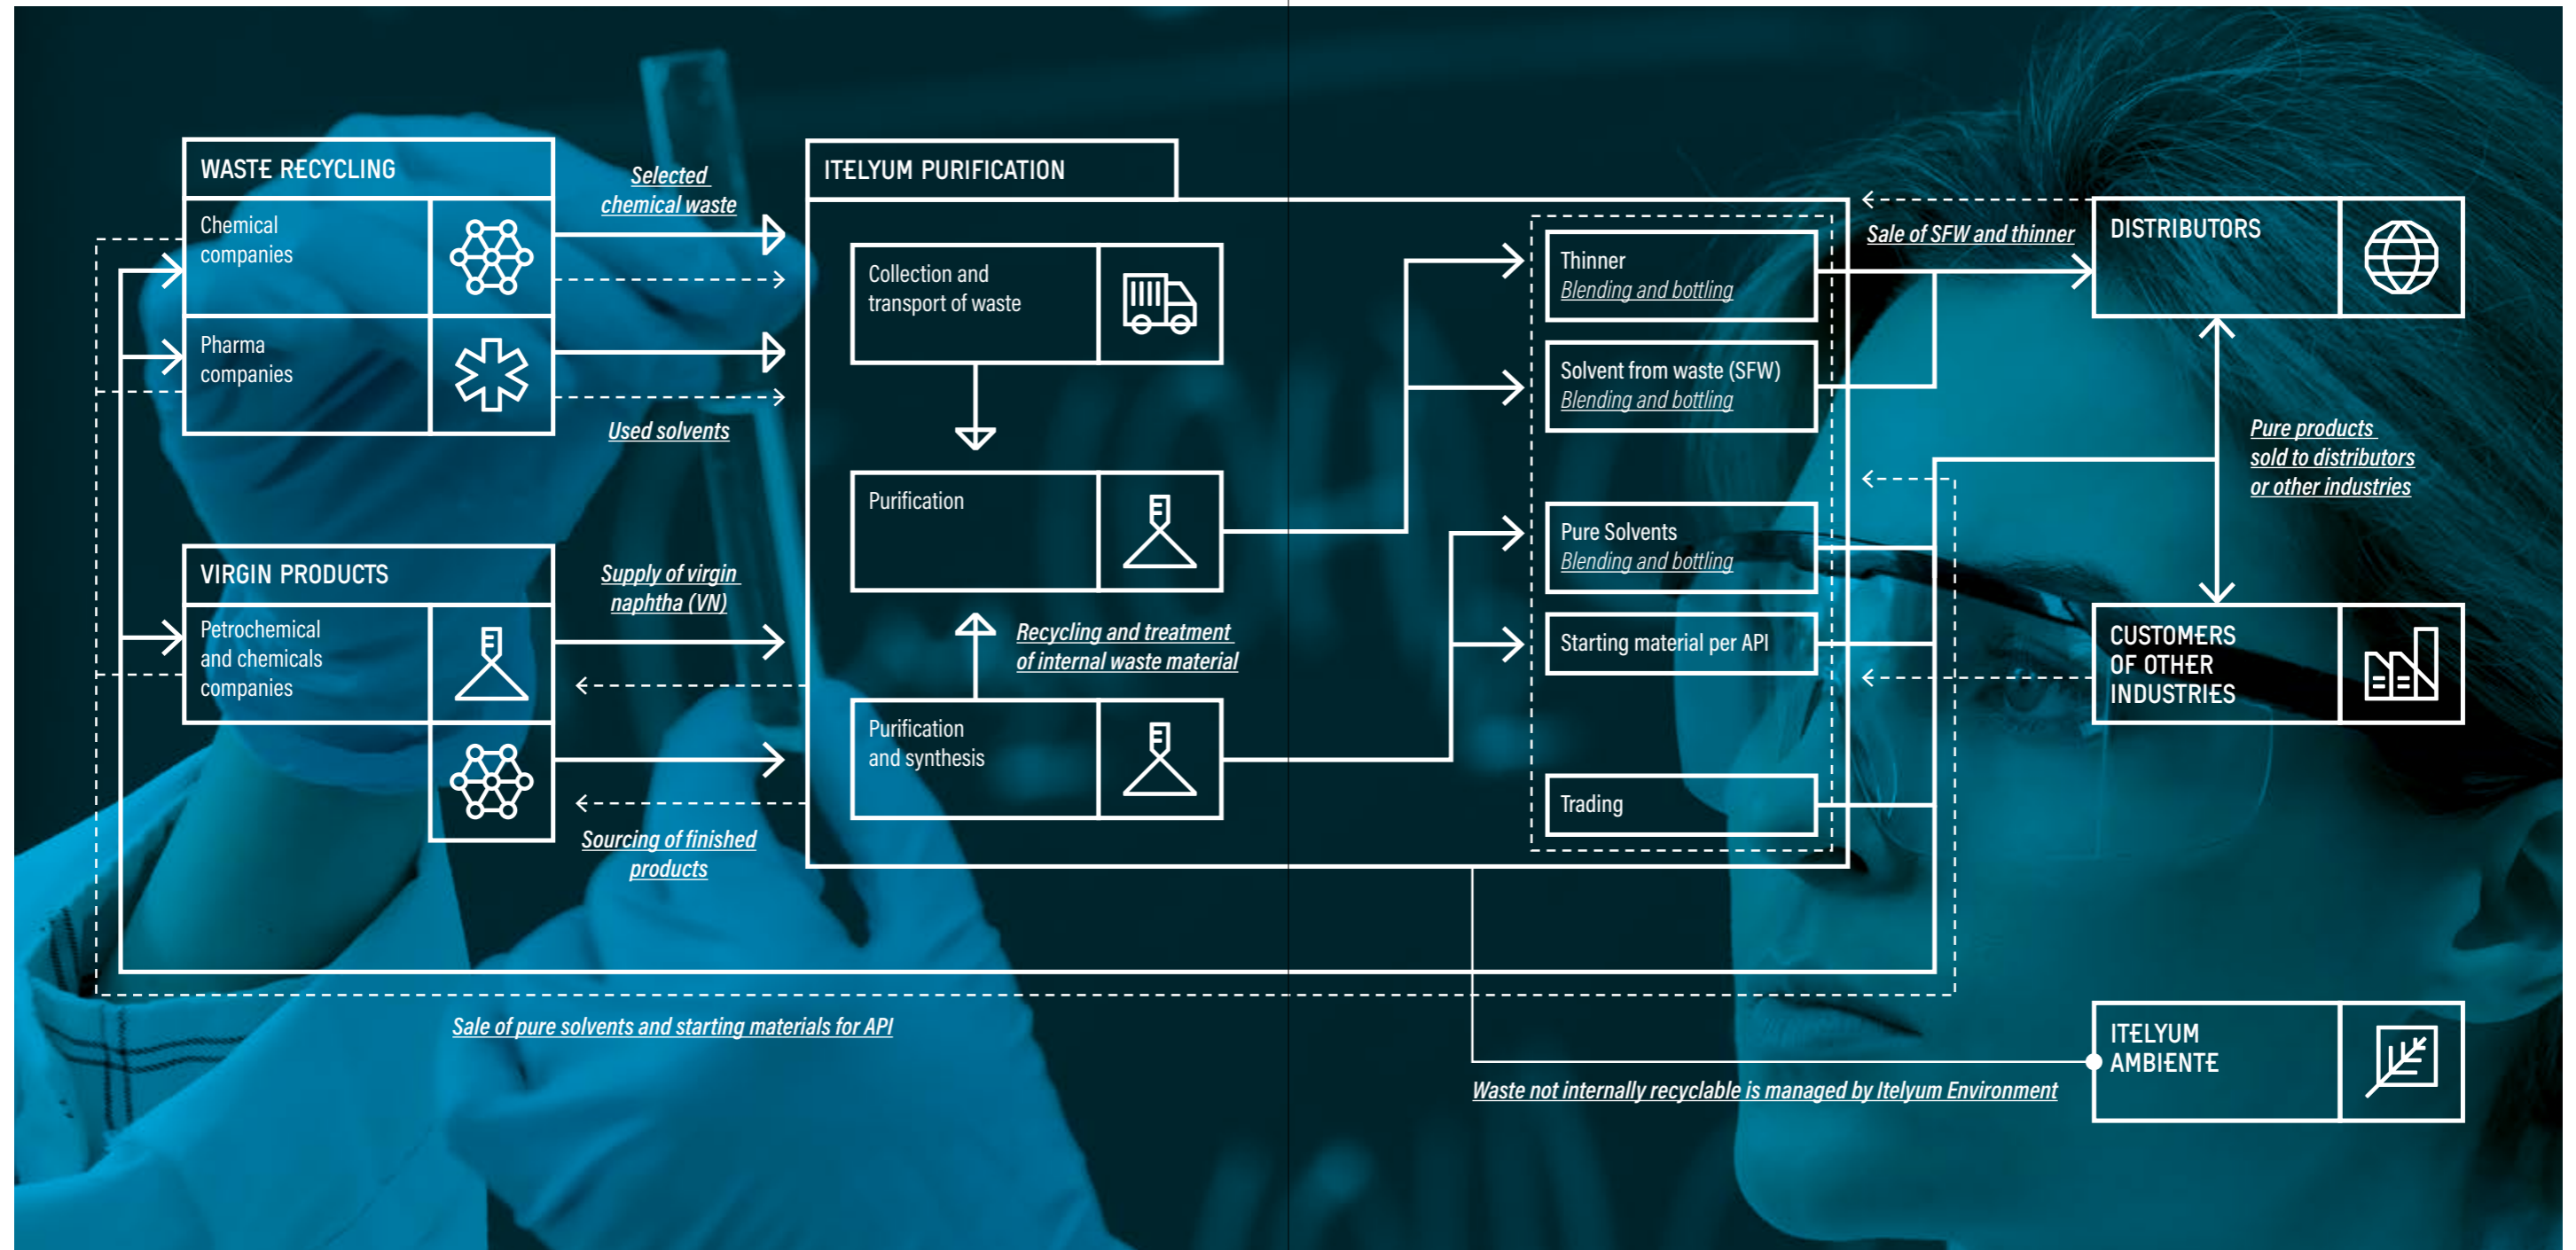 WASTE RECYCLING
Chemical
companies
Pharma
companies
Selected
chemical waste
Used solvents
VIRGIN PRODUCTS
Petrochemical
and chemicals
companies
Supply of virgin
naphtha (VN)
Sourcing of finished
products
ITELYUM PURIFICATION
Collection and
transport of waste
Purification
Recycling and treatment
of internal waste material
Purification
and synthesis
Thinner
Blending and bottling
Solvent from waste (SFW)
Blending and bottling
Pure Solvents
Blending and bottling
Starting material per API
Trading
Sale of SFW and thinner
DISTRIBUTORS
Pure products
sold to distributors
or other industries
CUSTOMERS
OF OTHER
INDUSTRIES
Sale of pure solvents and starting materials for API
Waste not internally recyclable is managed by Itelyum Environment
ITELYUM
AMBIENTE